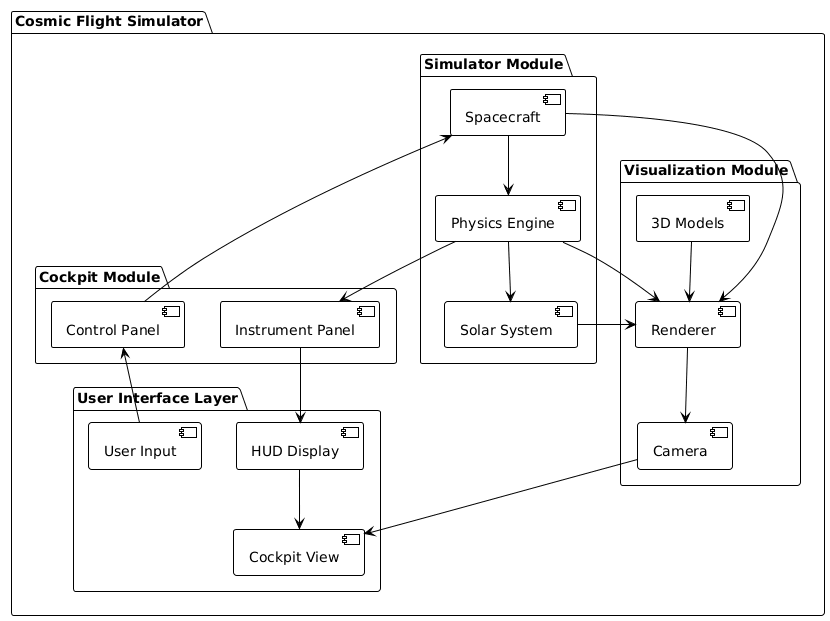 Cosmic Flight Simulator
Simulator Module
Spacecraft
Visualization Module
Physics Engine
3D Models
Cockpit Module
Control Panel
Instrument Panel
Solar System
Renderer
User Interface Layer
User Input
HUD Display
Camera
Cockpit View